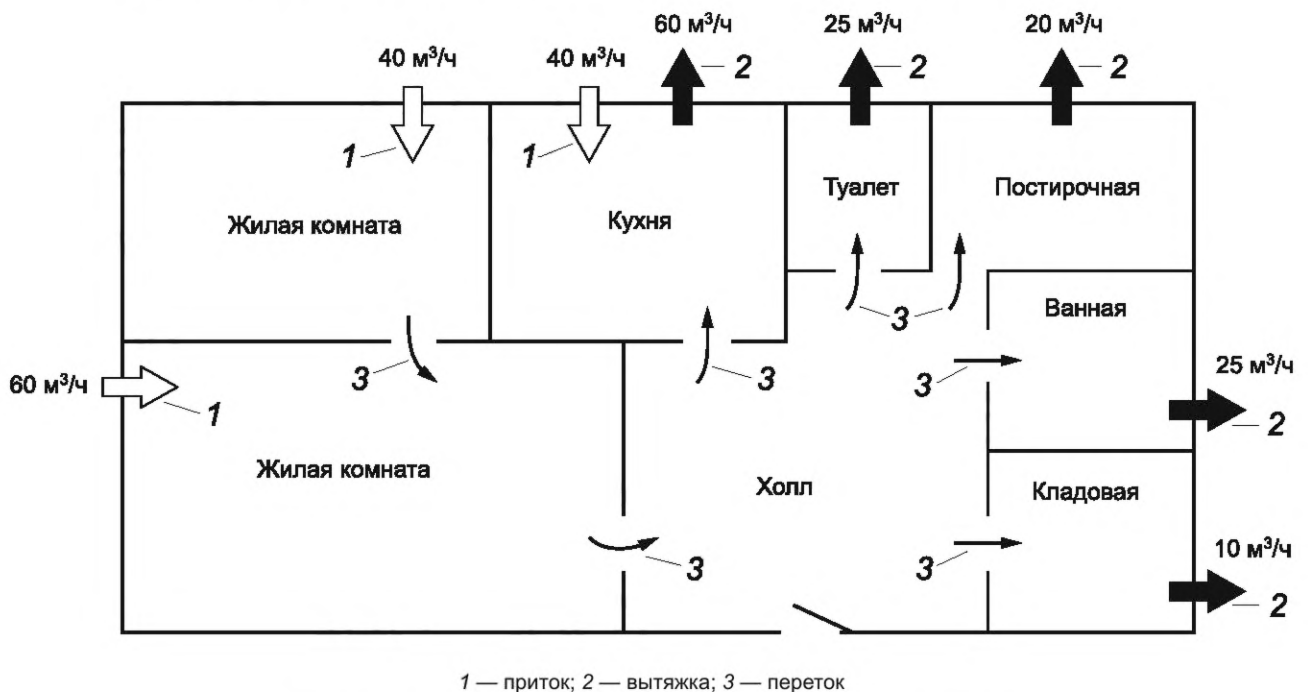 60 м³/ч
25 м³/ч
20 м³/ч
40 м³/ч
40 м³/ч
2
2
2
1
1
Туалет
Постирочная
Жилая комната
Кухня
3
Ванная
60 м³/ч
1
3
3
3
25 м³/ч
2
Жилая комната
Холл
Кладовая
3
3
10 м³/ч
2
1 — приток; 2 — вытяжка; 3 — переток